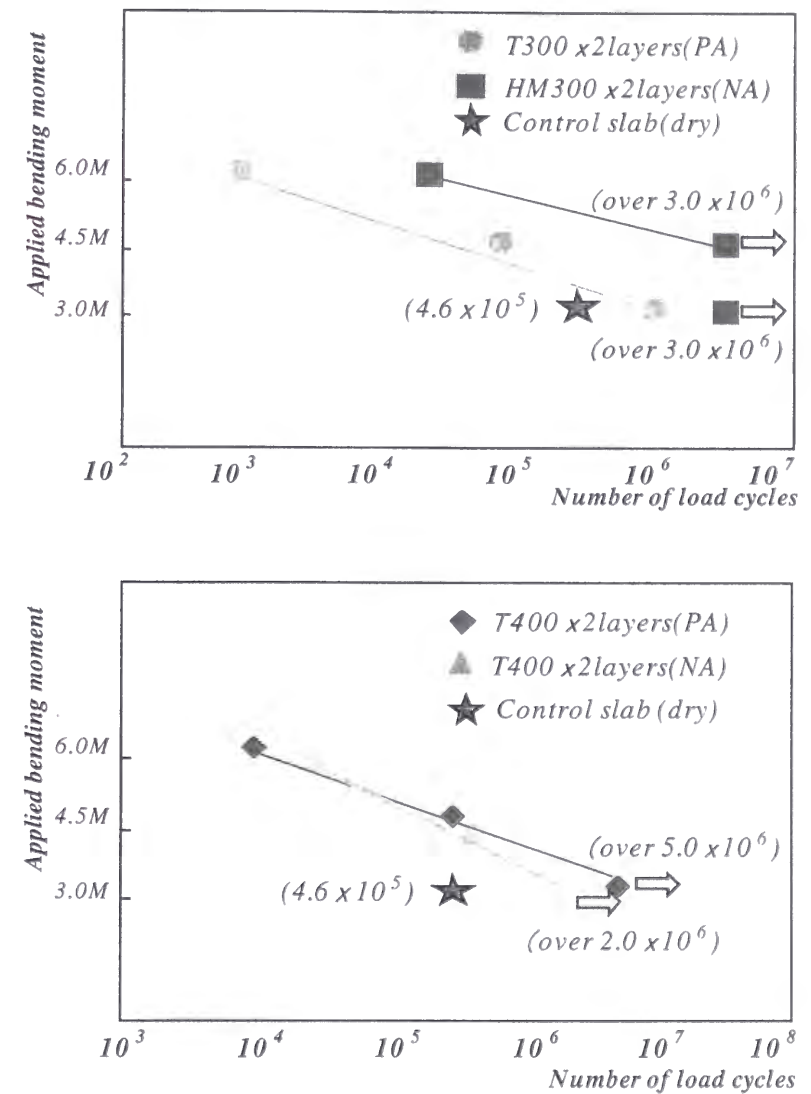 Applied bending moment
T300 x2layers(PA)
HM300 x2layers(NA)
Control slab(dry)
6.0M
4.5M
3.0M
(over 3.0 x10⁶)
(4.6 x10⁵)
(over 3.0 x10⁶)
10² 10³ 10⁴ 10⁵ 10⁶ 10⁷
Number of load cycles
Applied bending moment
T400 x2layers(PA)
T400 x2layers(NA)
Control slab (dry)
6.0M
4.5M
3.0M
(over 5.0 x10⁶)
(4.6 x10⁵)
(over 2.0 x10⁶)
10³ 10⁴ 10⁵ 10⁶ 10⁷ 10⁸
Number of load cycles